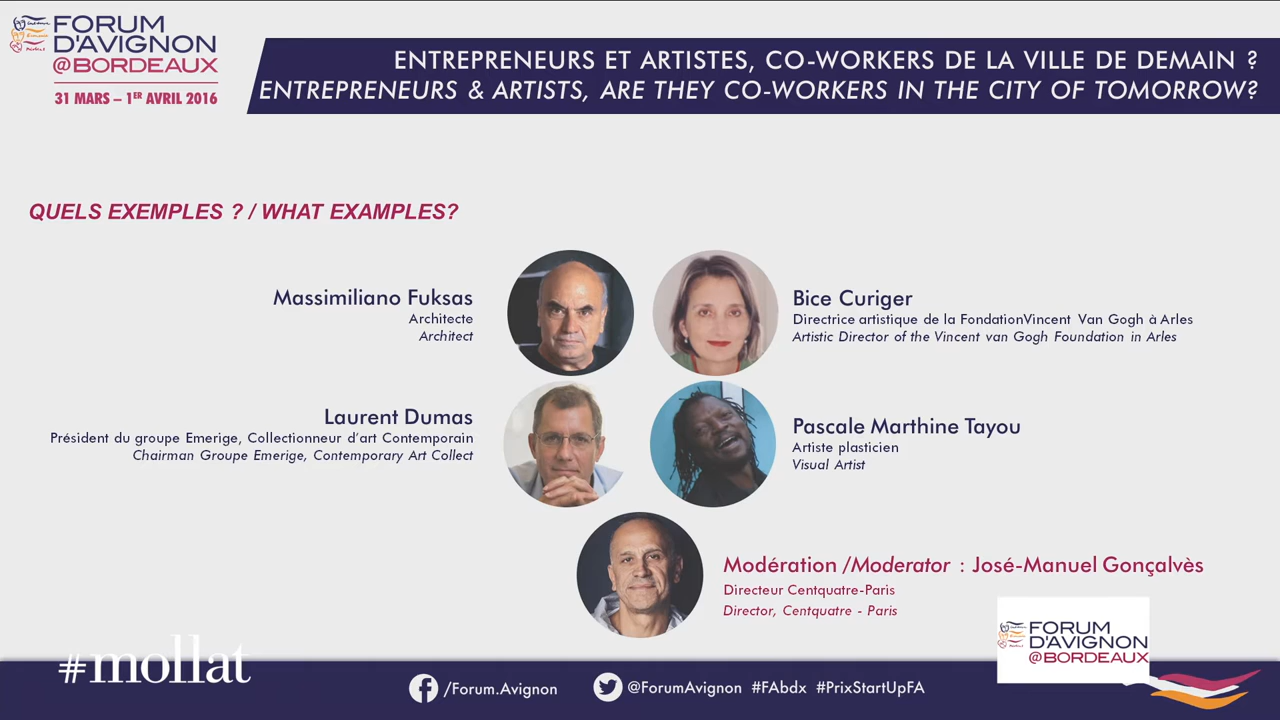 FORUM
D'AVIGNON
@BORDEAUX
31 MARS – 1ER AVRIL 2016
ENTREPRENEURS ET ARTISTES, CO-WORKERS DE LA VILLE DE DEMAIN ?
ENTREPRENEURS & ARTISTS, ARE THEY CO-WORKERS IN THE CITY OF TOMORROW?
QUELS EXEMPLES ? / WHAT EXAMPLES?
Massimiliano Fuksas
Architecte
Architect
Bice Curiger
Directrice artistique de la FondationVincent Van Gogh à Arles
Artistic Director of the Vincent van Gogh Foundation in Arles
Laurent Dumas
Président du groupe Emerige, Collectionneur d'art Contemporain
Chairman Groupe Emerige, Contemporary Art Collect
Pascale Marthine Tayou
Artiste plasticien
Visual Artist
Modération /Moderator : José-Manuel Gonçalvès
Directeur Centquatre-Paris
Director, Centquatre - Paris
FORUM
D'AVIGNON
@BORDEAUX
#mollat
/Forum.Avignon
@ForumAvignon #FAbdx #PrixStartUpFA